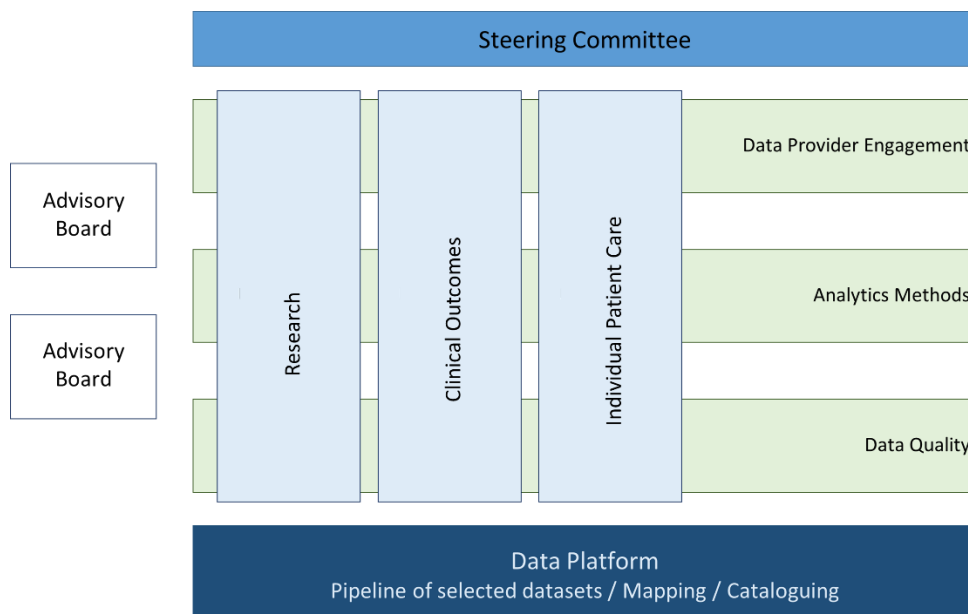 Steering Committee
Data Provider Engagement
Advisory
Board
Analytics Methods
Advisory
Board
Research
Clinical Outcomes
Individual Patient Care
Data Quality
Data Platform
Pipeline of selected datasets / Mapping / Cataloguing